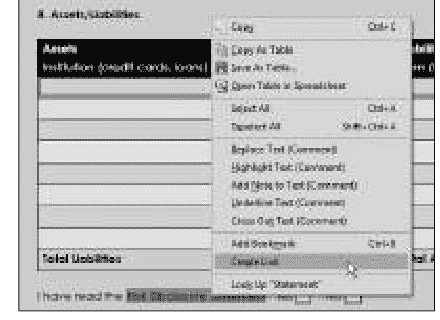 8. Assets/Liabilities
Assets
Institution (credit cards, loans)
Copy Ctrl+C
Copy As Table
Save As Table...
Open Table in Spreadsheet
Select All Ctrl+A
Deselect All Shift+Ctrl+A
Replace Text (Comment)
Highlight Text (Comment)
Add Note to Text (Comment)
Underline Text (Comment)
Cross Out Text (Comment)
Add Bookmark Ctrl+B
Create Link
Look Up "Statement"
Total Liabilities
I have read the